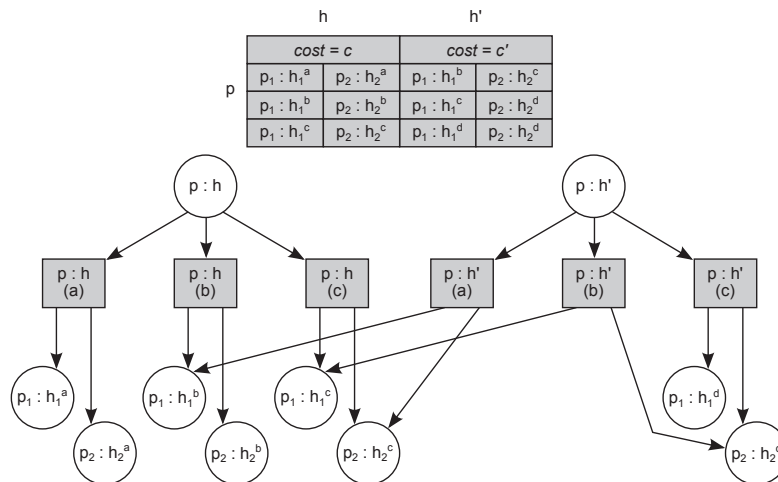 h h'
cost = c cost = c'
p
p₁ : h₁ᵃ p₂ : h₂ᵃ p₁ : h₁ᵇ p₂ : h₂ᶜ
p₁ : h₁ᵇ p₂ : h₂ᵇ p₁ : h₁ᶜ p₂ : h₂ᵈ
p₁ : h₁ᶜ p₂ : h₂ᶜ p₁ : h₁ᵈ p₂ : h₂ᵈ
p : h p : h'
p : h p : h p : h p : h' p : h' p : h'
(a) (b) (c) (a) (b) (c)
p₁ : h₁ᵃ p₁ : h₁ᵇ p₁ : h₁ᶜ p₁ : h₁ᵈ
p₂ : h₂ᵃ p₂ : h₂ᵇ p₂ : h₂ᶜ p₂ : h₂ᵈ